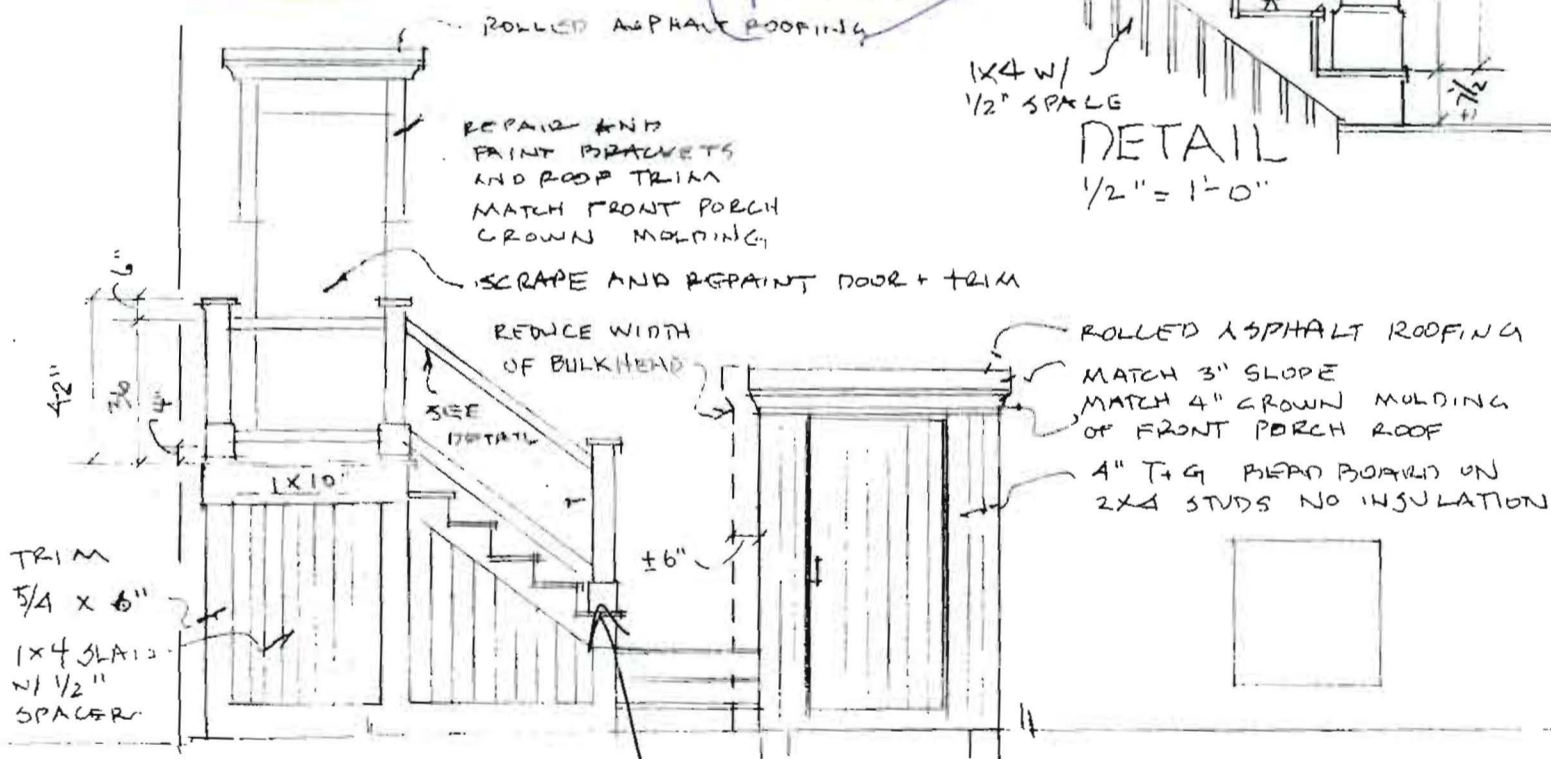 ROLLED ASPHALT ROOFING
1X4 W/
1/2" SPACE
DETAIL
1/2" = 1'-0"
REPAIR AND
PAINT BRACKETS
AND ROOF TRIM
MATCH FRONT PORCH
CROWN MOLDING
SCRAPE AND REPAINT DOOR + TRIM
6"
42"
36
4"
REDUCE WIDTH
OF BULKHEAD
SEE
DETAIL
ROLLED ASPHALT ROOFING
MATCH 3" SLOPE
MATCH 4" CROWN MOLDING
OF FRONT PORCH ROOF
4" T+G BEAD BOARD ON
2X4 STUDS NO INSULATION
1X10
±6"
TRIM
5/4 X 6"
1X4 SLATS
W/ 1/2"
SPACER